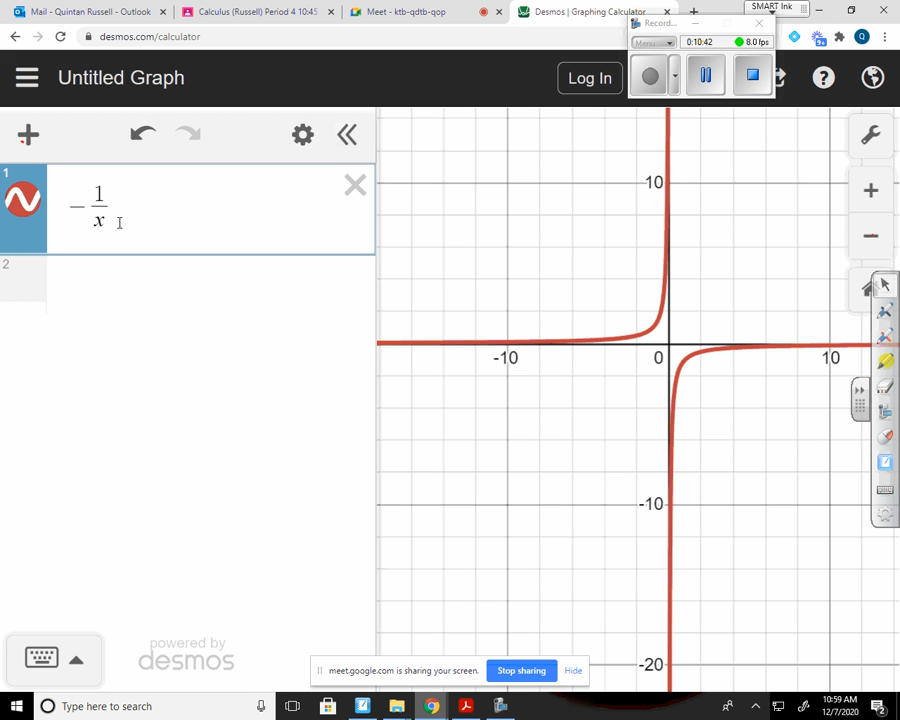 Mail - Quintan Russell - Outlook
Calculus (Russell) Period 4 10:45
Meet - ktb-qdtb-qop
Desmos | Graphing Calculator
SMART Ink
Record...
Menu
0:10:42
8.0 fps
desmos.com/calculator
Q
9+
Untitled Graph
Log In
1
− 1/x
2
10
-10
0
10
-10
-20
powered by
desmos
meet.google.com is sharing your screen.
Stop sharing
Hide
Type here to search
10:59 AM
12/7/2020
2